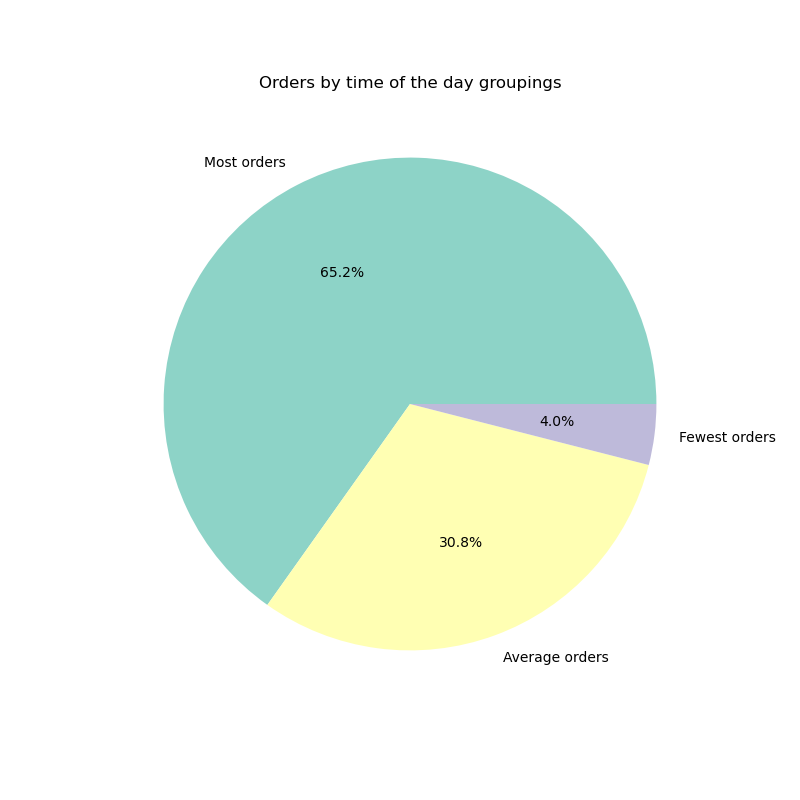 Orders by time of the day groupings
Most orders
65.2%
4.0%
Fewest orders
30.8%
Average orders